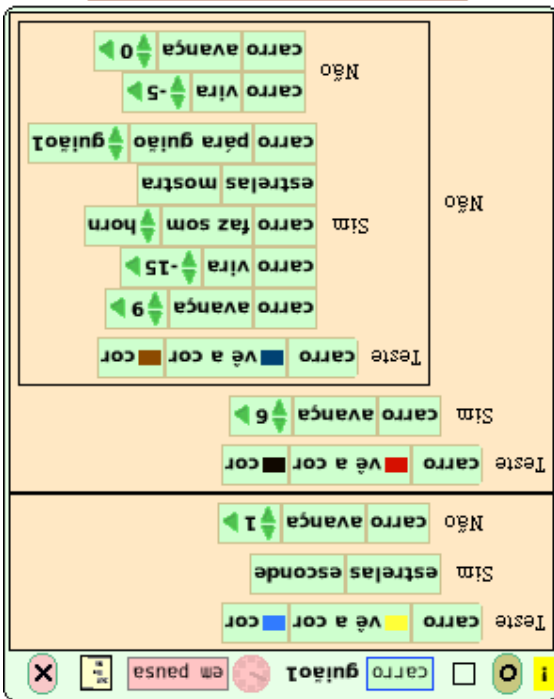 ! O carro guião1 em pausa X
Teste carro vê a cor cor
Sim estrelas esconde
Não carro avança 1
Teste carro vê a cor cor
Sim carro avança 6
Não
Teste carro vê a cor cor
Sim
carro avança 9
carro vira -15
carro faz som horn
estrelas mostra
carro pára guião guião1
Não
carro vira -5
carro avança 0